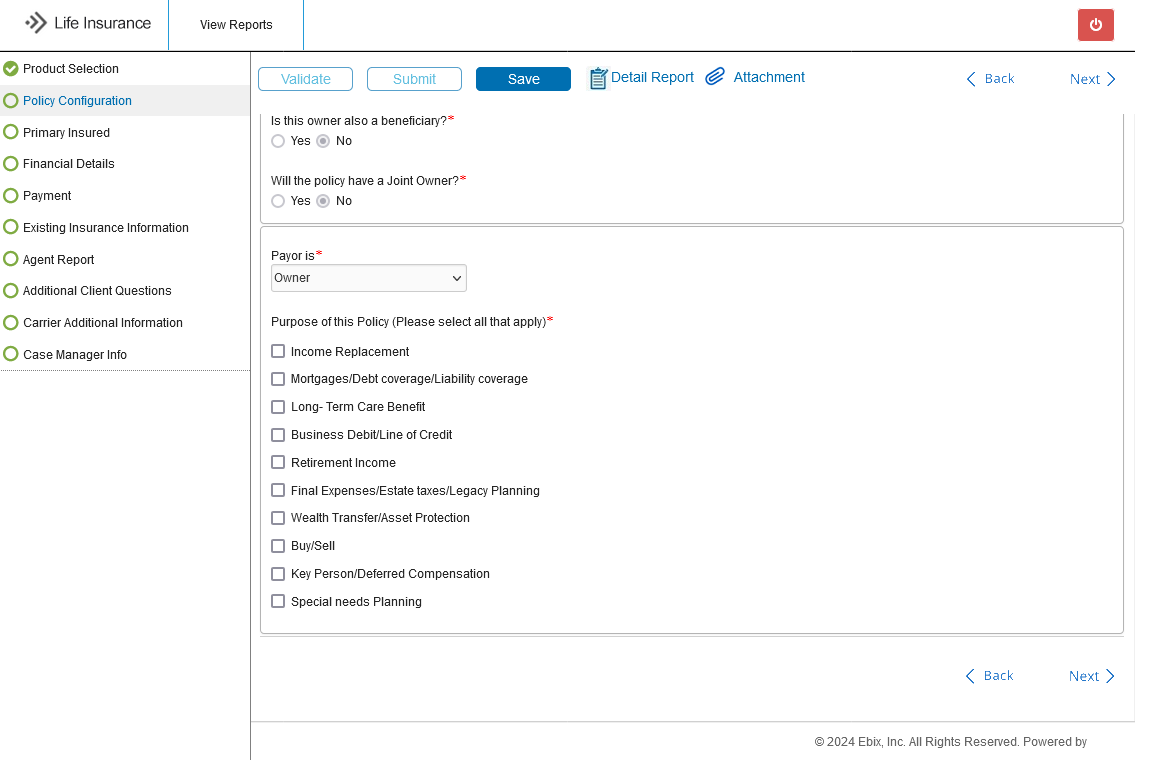 Life Insurance
View Reports
Product Selection
Policy Configuration
Primary Insured
Financial Details
Payment
Existing Insurance Information
Agent Report
Additional Client Questions
Carrier Additional Information
Case Manager Info
Validate Submit Save Detail Report Attachment Back Next
Is this owner also a beneficiary?*
Yes No
Will the policy have a Joint Owner?*
Yes No
Payor is*
Owner
Purpose of this Policy (Please select all that apply)*
Income Replacement
Mortgages/Debt coverage/Liability coverage
Long- Term Care Benefit
Business Debit/Line of Credit
Retirement Income
Final Expenses/Estate taxes/Legacy Planning
Wealth Transfer/Asset Protection
Buy/Sell
Key Person/Deferred Compensation
Special needs Planning
Back Next
© 2024 Ebix, Inc. All Rights Reserved. Powered by